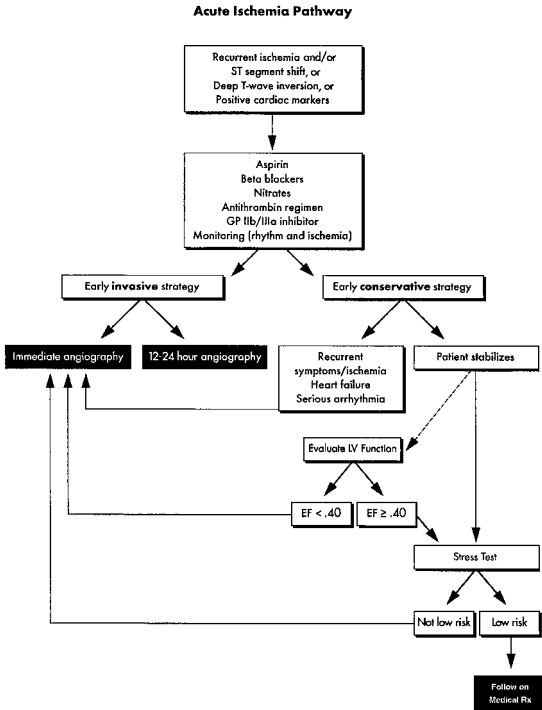 Acute Ischemia Pathway
Recurrent ischemia and/or
ST segment shift, or
Deep T-wave inversion, or
Positive cardiac markers
Aspirin
Beta blockers
Nitrates
Antithrombin regimen
GP IIb/IIIa inhibitor
Monitoring (rhythm and ischemia)
Early invasive strategy
Early conservative strategy
Immediate angiography
12-24 hour angiography
Recurrent
symptoms/ischemia
Heart failure
Serious arrhythmia
Patient stabilizes
Evaluate LV Function
EF < .40
EF ≥ .40
Stress Test
Not low risk
Low risk
Follow on
Medical Rx